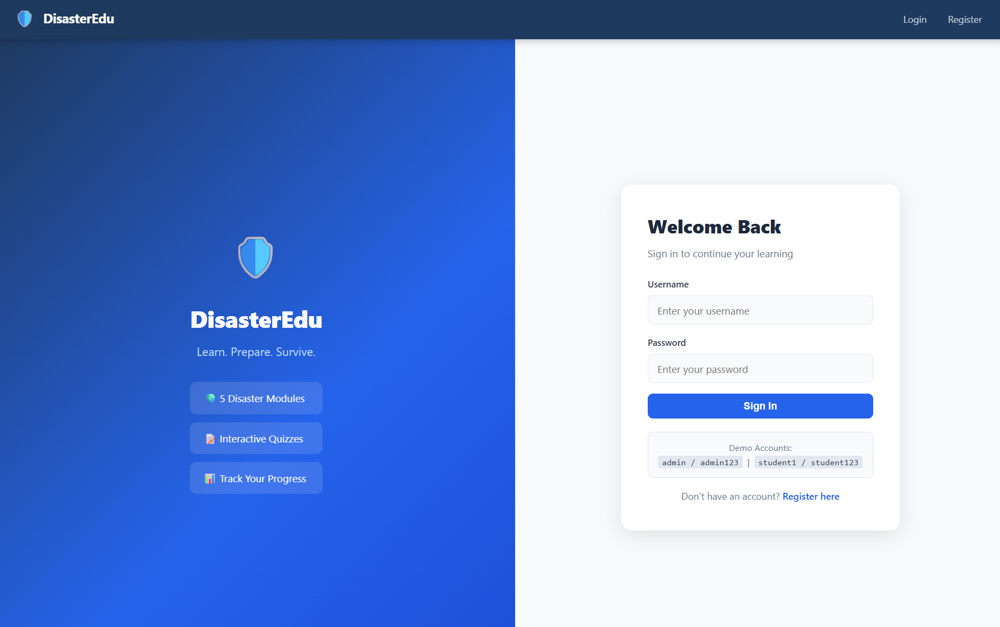 DisasterEdu
Login
Register
DisasterEdu
Learn. Prepare. Survive.
5 Disaster Modules
Interactive Quizzes
Track Your Progress
Welcome Back
Sign in to continue your learning
Username
Enter your username
Password
Enter your password
Sign In
Demo Accounts:
admin / admin123 | student1 / student123
Don't have an account? Register here